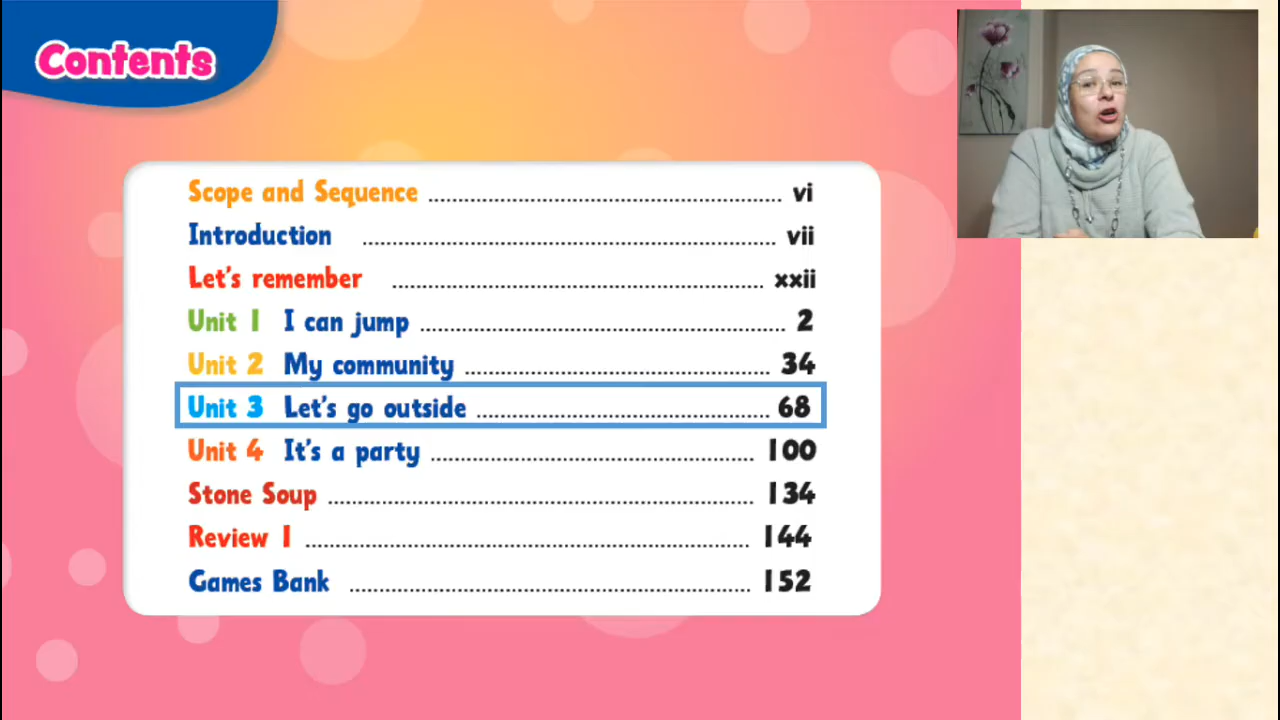 Contents
Scope and Sequence ........ vi
Introduction ........ vii
Let's remember ........ xxii
Unit 1 I can jump ........ 2
Unit 2 My community ........ 34
Unit 3 Let's go outside ........ 68
Unit 4 It's a party ........ 100
Stone Soup ........ 134
Review 1 ........ 144
Games Bank ........ 152